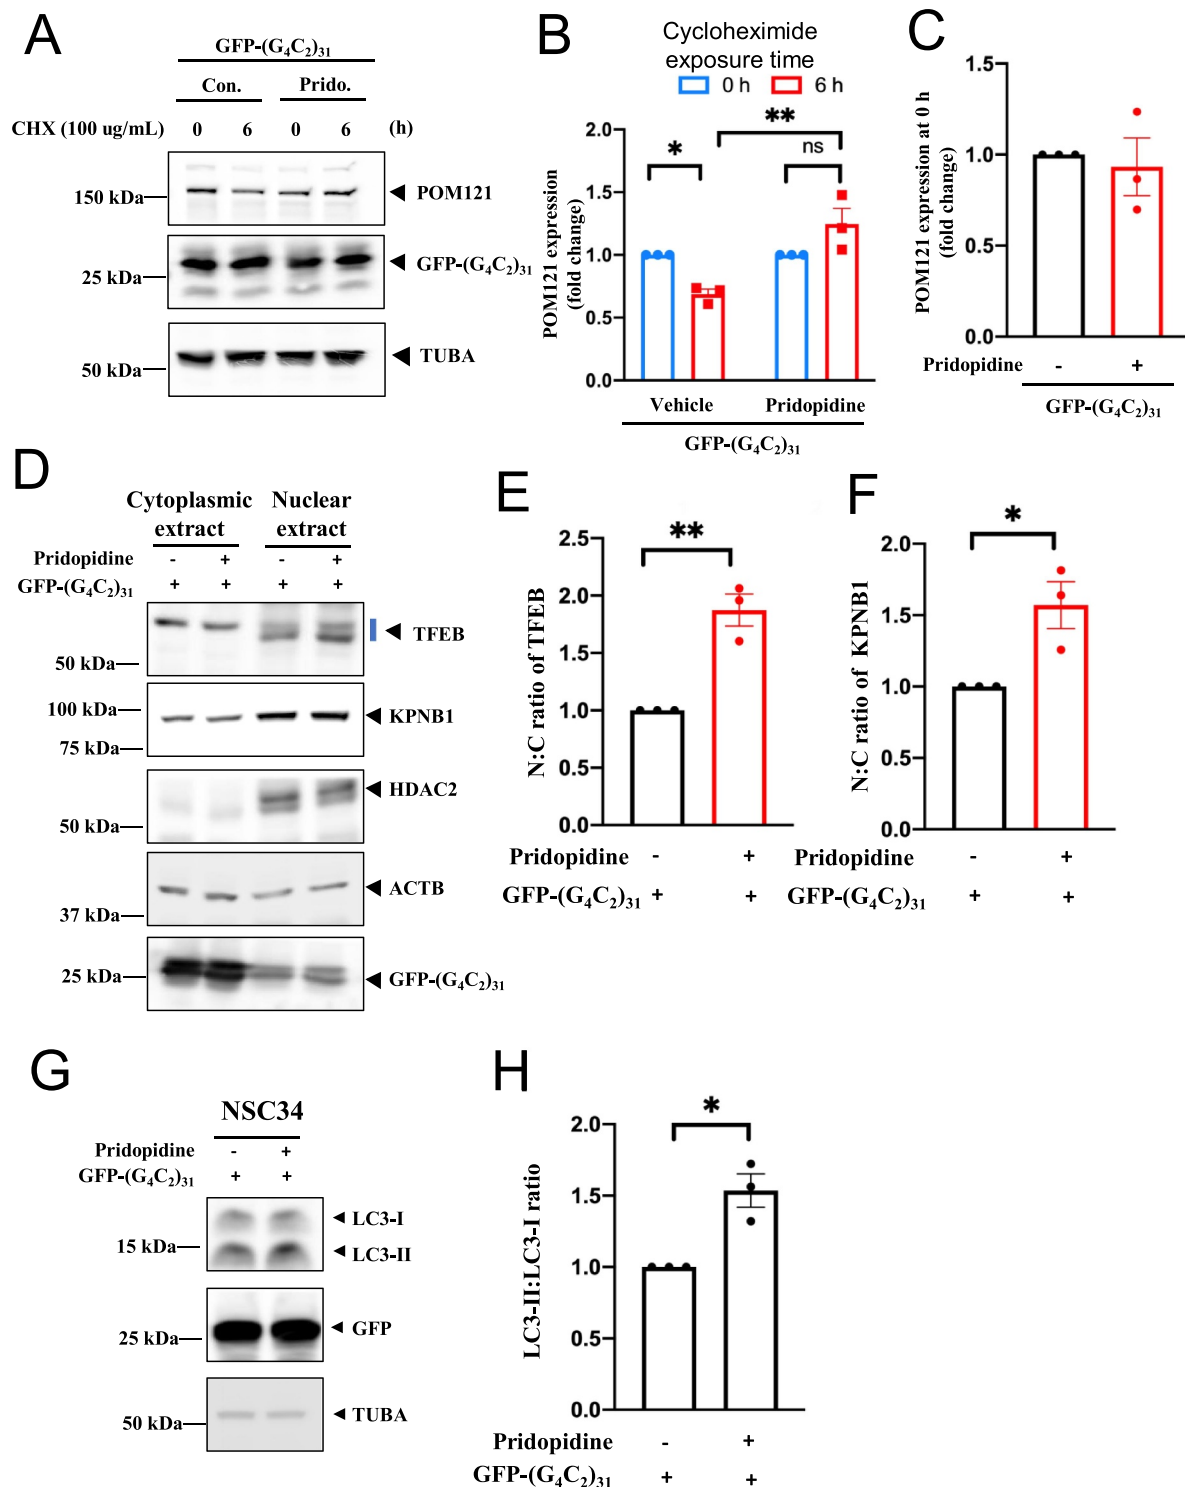 A
GFP-(G₄C₂)₃₁
Con. Prido.
CHX (100 ug/mL) 0 6 0 6 (h)
150 kDa POM121
25 kDa GFP-(G₄C₂)₃₁
50 kDa TUBA
B
Cycloheximide
exposure time
0 h 6 h
POM121 expression
(fold change)
2.0
1.5
1.0
0.5
0.0
* ** ns
Vehicle Pridopidine
GFP-(G₄C₂)₃₁
C
POM121 expression at 0 h
(fold change)
1.5
1.0
0.5
0.0
Pridopidine - +
GFP-(G₄C₂)₃₁
D
Cytoplasmic Nuclear
extract extract
Pridopidine - + - +
GFP-(G₄C₂)₃₁ + + + +
TFEB
50 kDa
100 kDa KPNB1
75 kDa
HDAC2
50 kDa
ACTB
37 kDa
25 kDa GFP-(G₄C₂)₃₁
E
N:C ratio of TFEB
2.5
2.0
1.5
1.0
0.5
0.0
**
Pridopidine - +
GFP-(G₄C₂)₃₁ + +
F
N:C ratio of KPNB1
2.0
1.5
1.0
0.5
0.0
*
Pridopidine - +
GFP-(G₄C₂)₃₁ + +
G
NSC34
Pridopidine - +
GFP-(G₄C₂)₃₁ + +
LC3-I
15 kDa LC3-II
25 kDa GFP
50 kDa TUBA
H
LC3-II:LC3-I ratio
2.0
1.5
1.0
0.5
0.0
*
Pridopidine - +
GFP-(G₄C₂)₃₁ + +